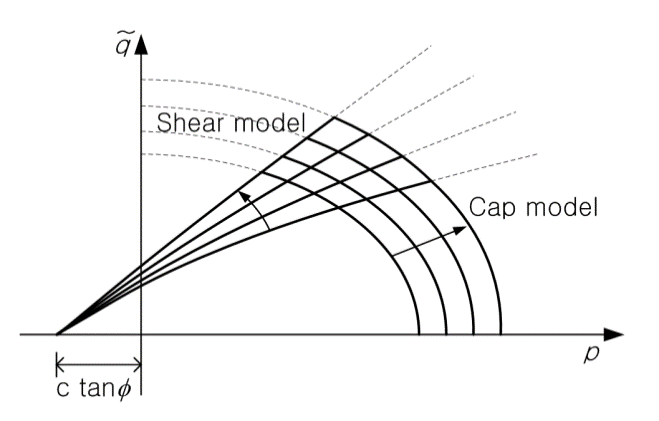 q̃
Shear model
Cap model
p
c tanϕ